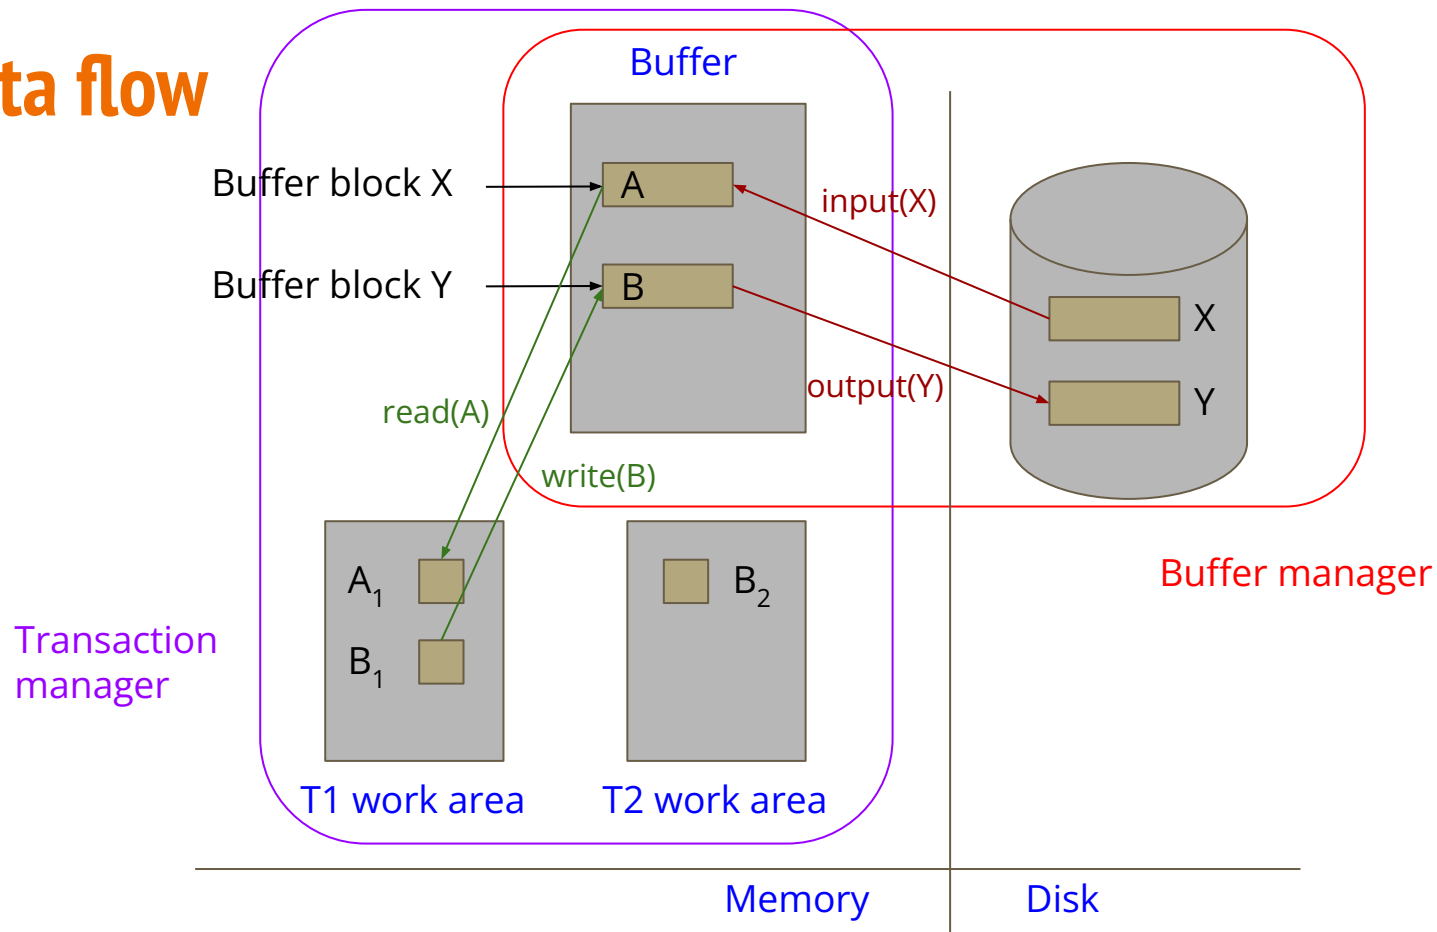 ta flow
Buffer
Buffer block X
A
input(X)
Buffer block Y
B
X
output(Y)
Y
read(A)
write(B)
A1
B2
Buffer manager
Transaction
manager
B1
T1 work area
T2 work area
Memory
Disk